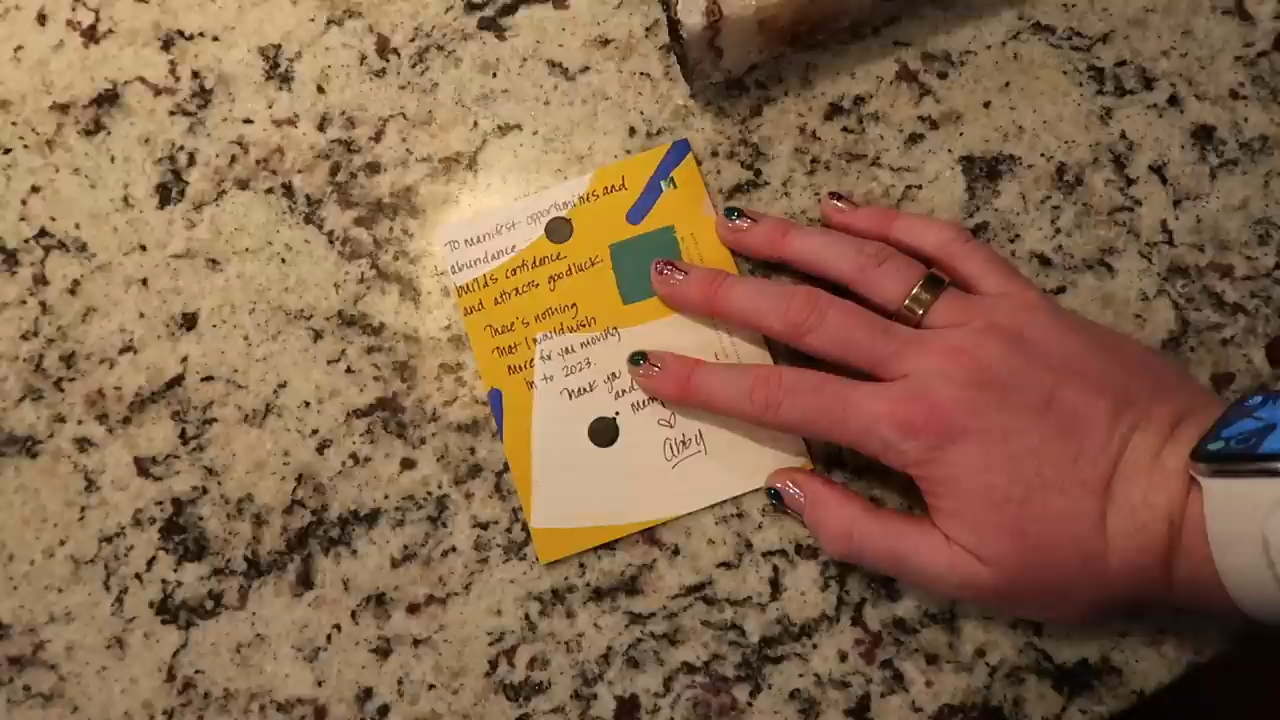 To manifest opportunities and
+ abundance
builds confidence
and attracts good luck.
There's nothing
that I would wish
more for you moving
in to 2023.
Thank you
and
♡
abby